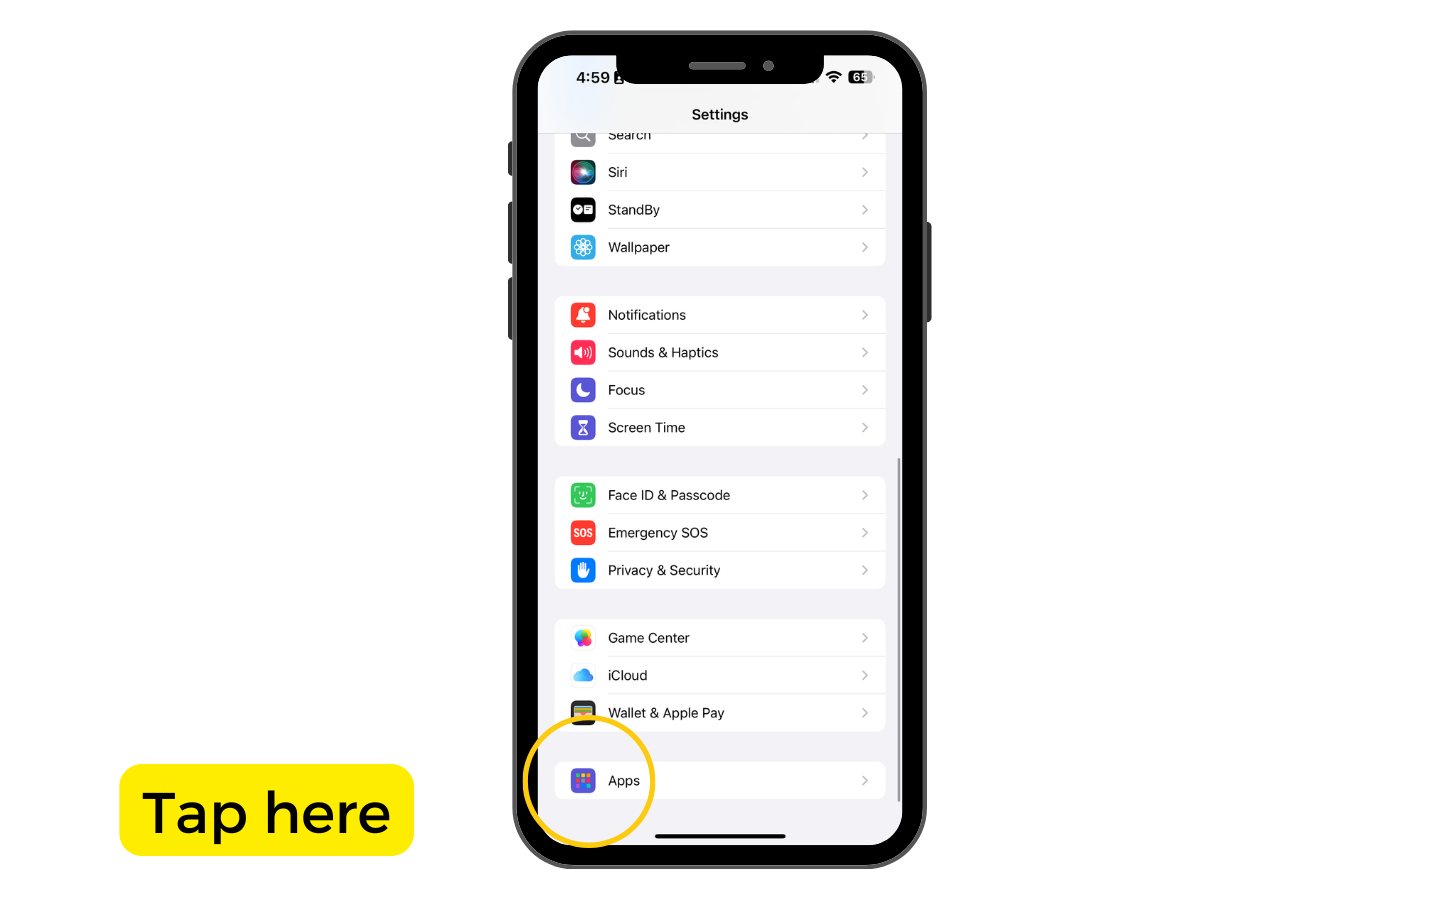 4:59
65
Settings
Search
Siri
StandBy
Wallpaper
Notifications
Sounds & Haptics
Focus
Screen Time
Face ID & Passcode
SOS
Emergency SOS
Privacy & Security
Game Center
iCloud
Wallet & Apple Pay
Apps
Tap here